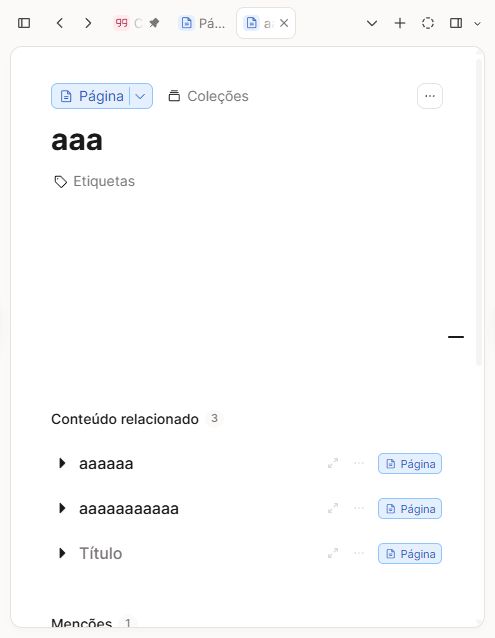 Pá...
a
Página
Coleções
aaa
Etiquetas
Conteúdo relacionado 3
aaaaaa Página
aaaaaaaaaaa Página
Título Página
Menções 1